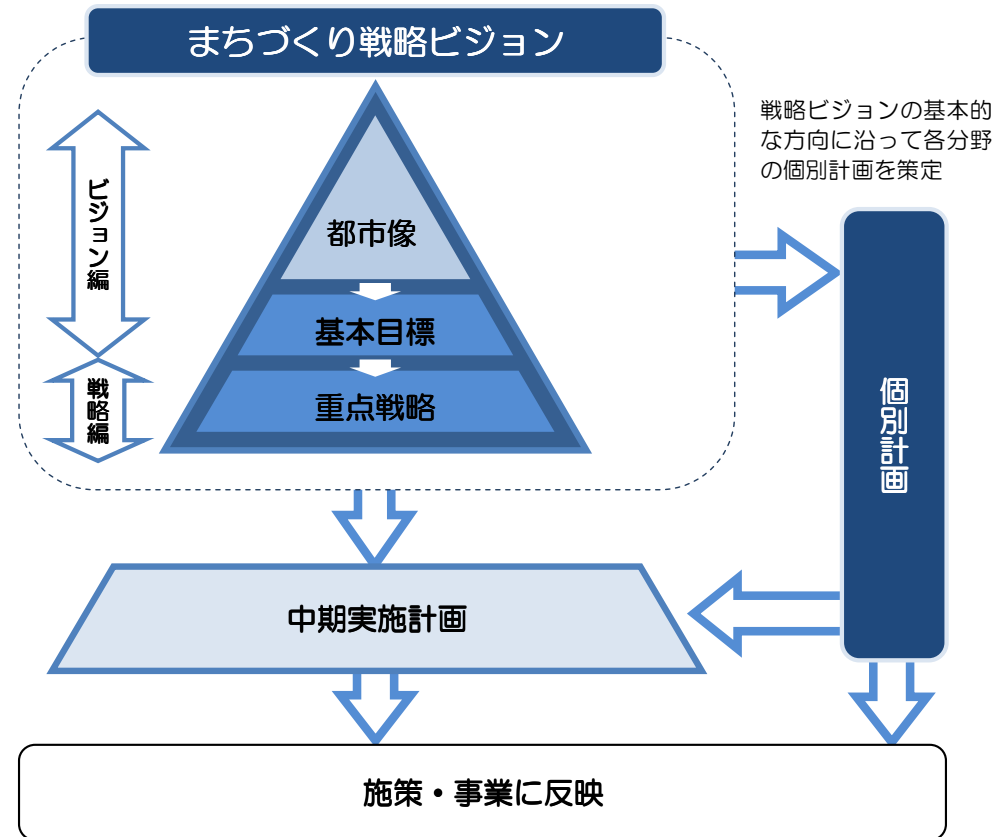 まちづくり戦略ビジョン
戦略ビジョンの基本的
な方向に沿って各分野
の個別計画を策定
ビジョン編
都市像
基本目標
戦略編
重点戦略
個別計画
中期実施計画
施策・事業に反映